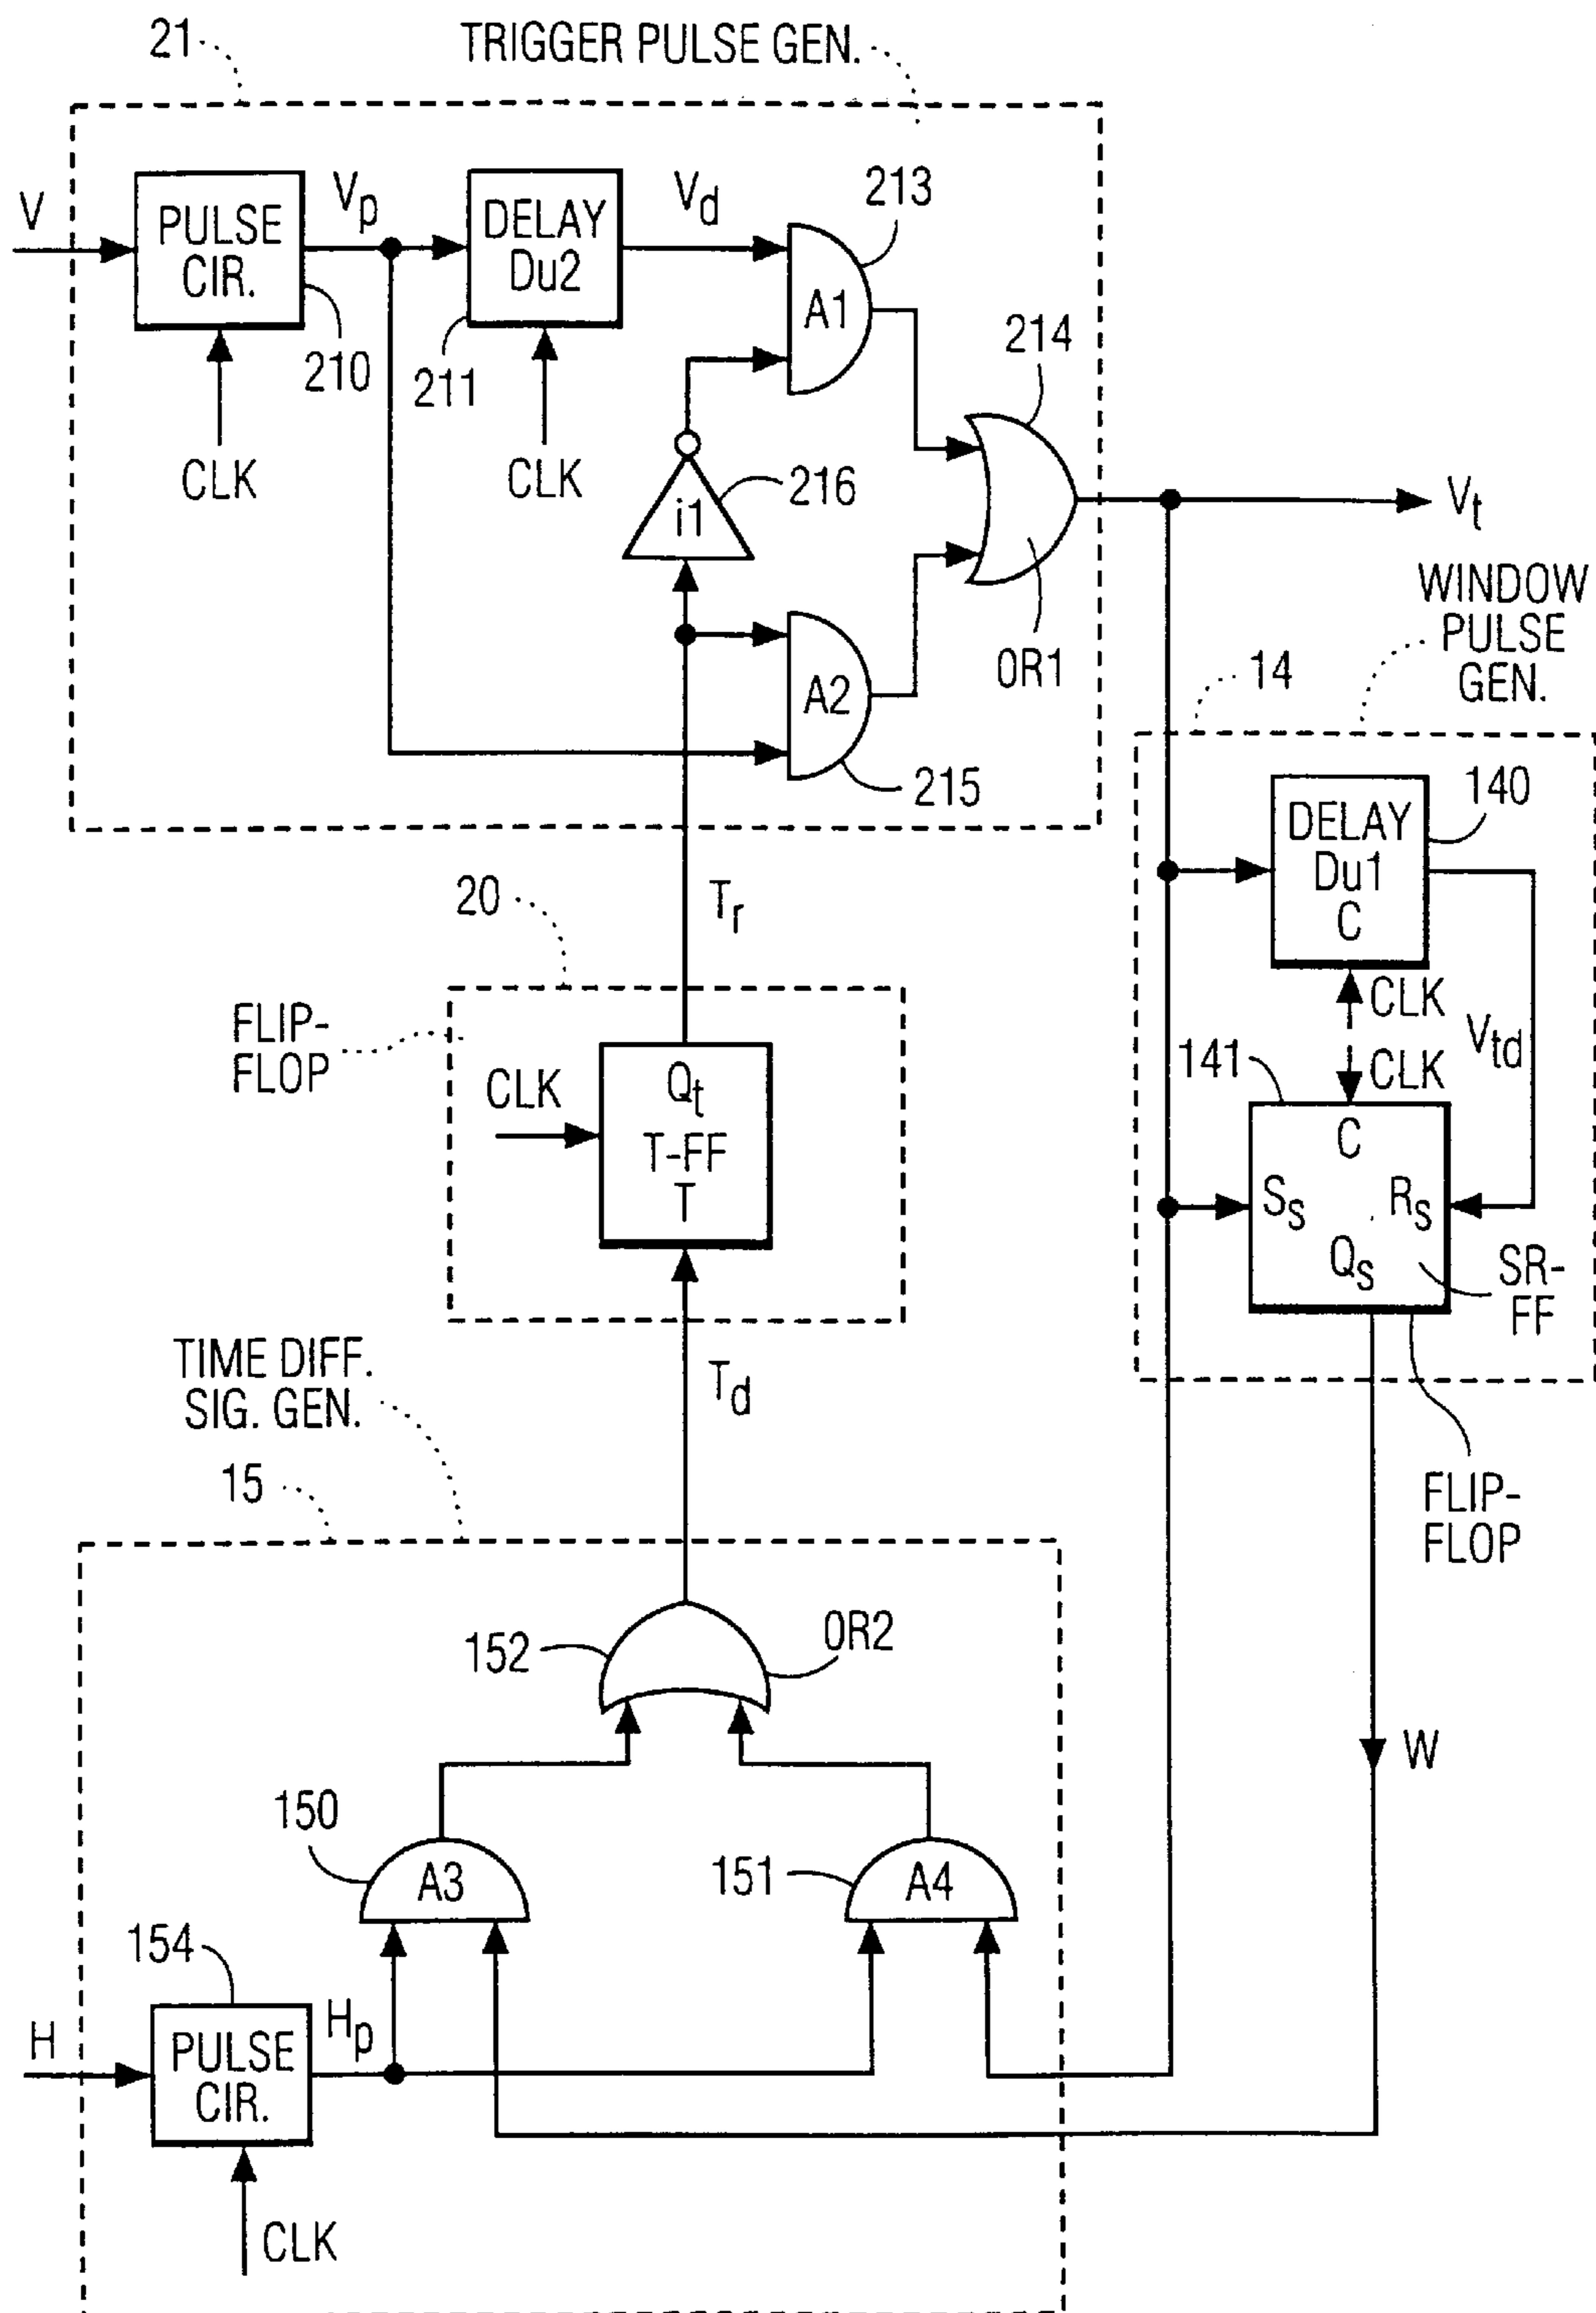 21
TRIGGER PULSE GEN.
V
PULSE
CIR.
Vp
DELAY
Du2
Vd
213
A1
210
211
214
CLK
CLK
i1
216
Vt
OR1
WINDOW
PULSE
GEN.
14
A2
215
140
DELAY
Du1
C
20
Tr
CLK
Vtd
FLIP-
FLOP
CLK
Qt
T-FF
T
141
CLK
C
Ss
Rs
Qs
SR-
FF
TIME DIFF.
SIG. GEN.
Td
15
FLIP-
FLOP
152
OR2
W
150
A3
151
A4
154
H
PULSE
CIR.
Hp
CLK